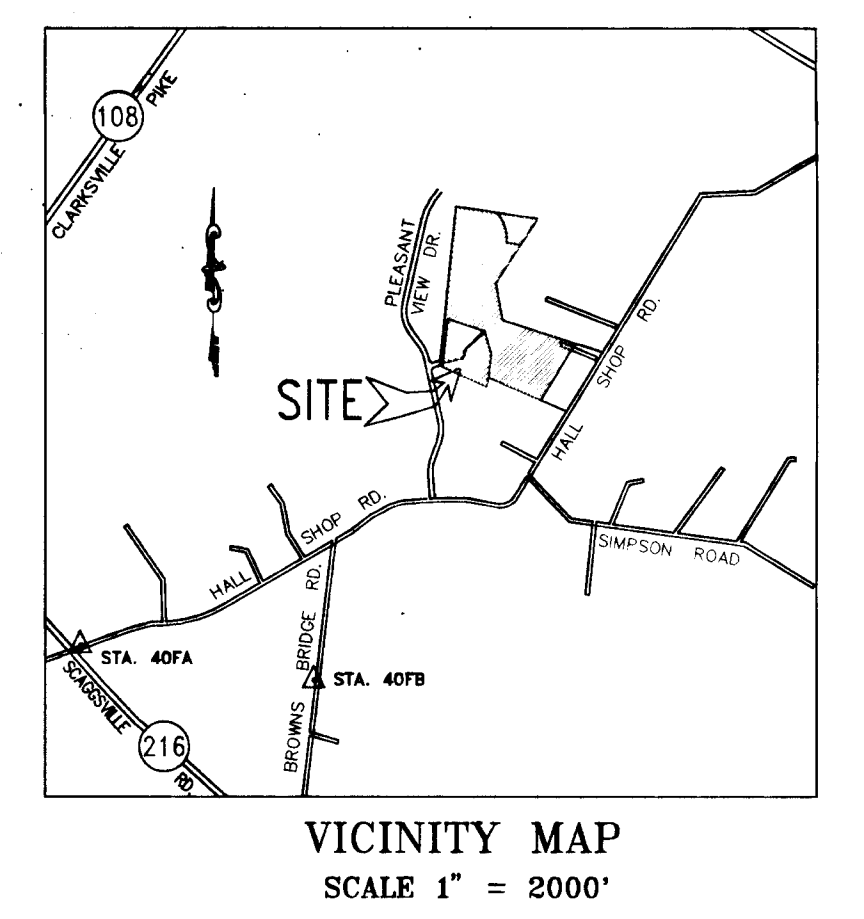 108
CLARKSVILLE PIKE
PLEASANT
VIEW DR.
SITE
HALL SHOP RD.
HALL SHOP RD.
SIMPSON ROAD
BROWNS BRIDGE RD.
STA. 40FA
STA. 40FB
SCAGGSVILLE RD.
216
VICINITY MAP
SCALE 1" = 2000'